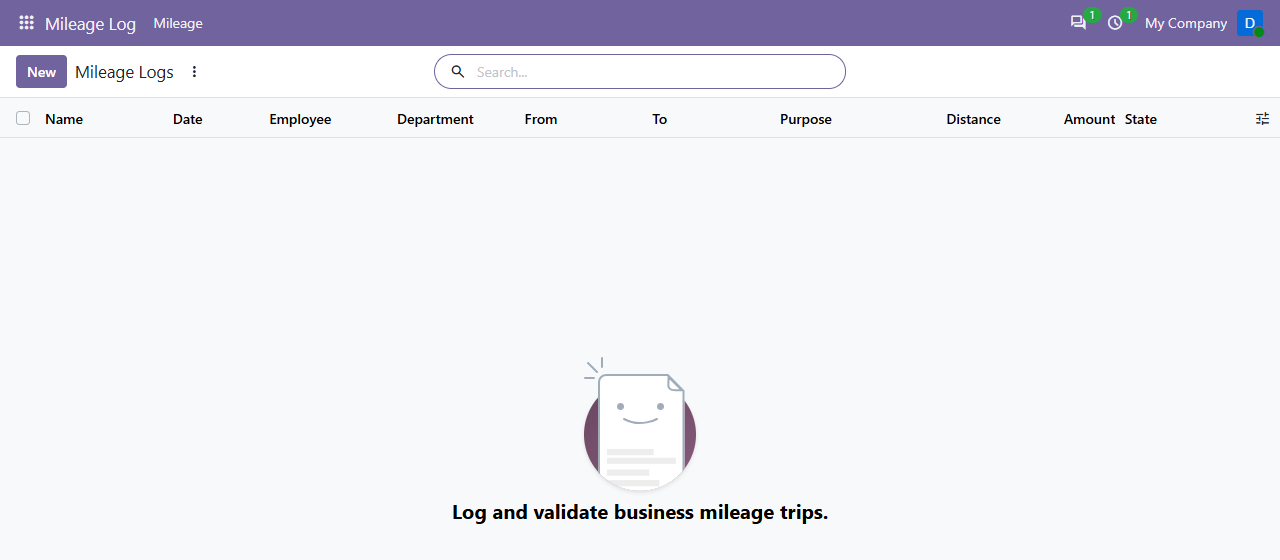 Mileage Log Mileage 1 1 My Company D
New Mileage Logs Search...
Name Date Employee Department From To Purpose Distance Amount State
Log and validate business mileage trips.